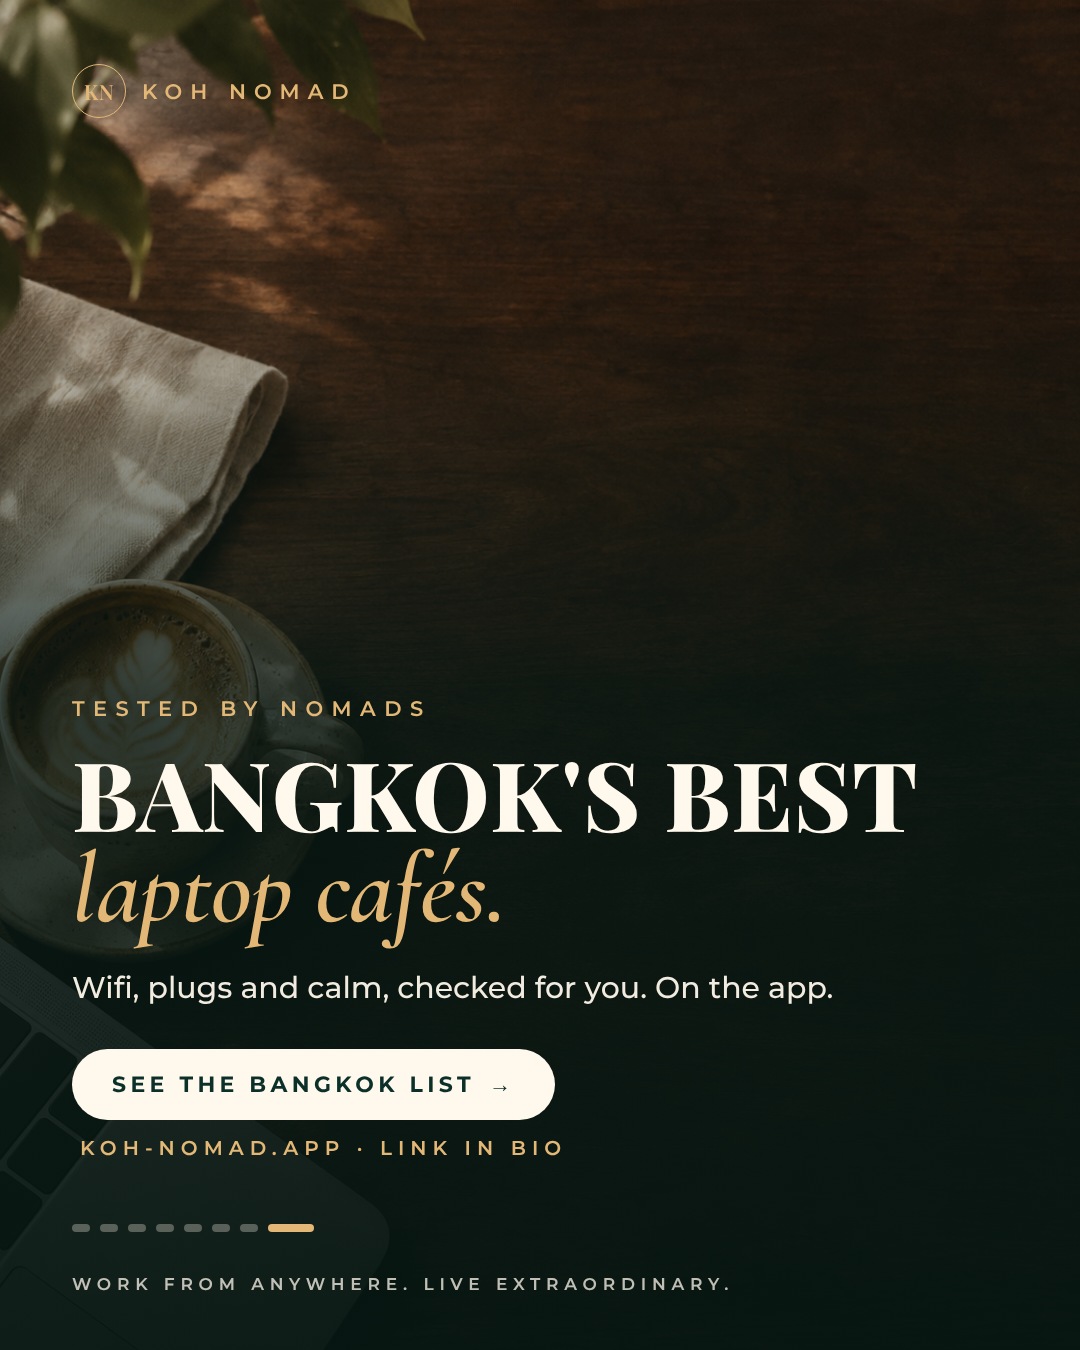 KN KOH NOMAD
TESTED BY NOMADS
BANGKOK'S BEST
laptop cafés.
Wifi, plugs and calm, checked for you. On the app.
SEE THE BANGKOK LIST →
KOH-NOMAD.APP · LINK IN BIO
WORK FROM ANYWHERE. LIVE EXTRAORDINARY.